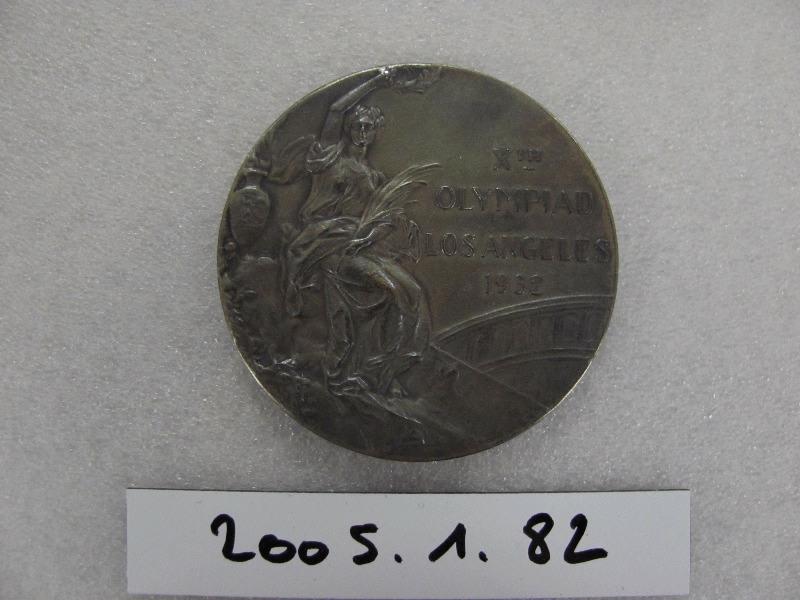 XTH
OLYMPIAD
LOS ANGELES
1932
2005.1.82